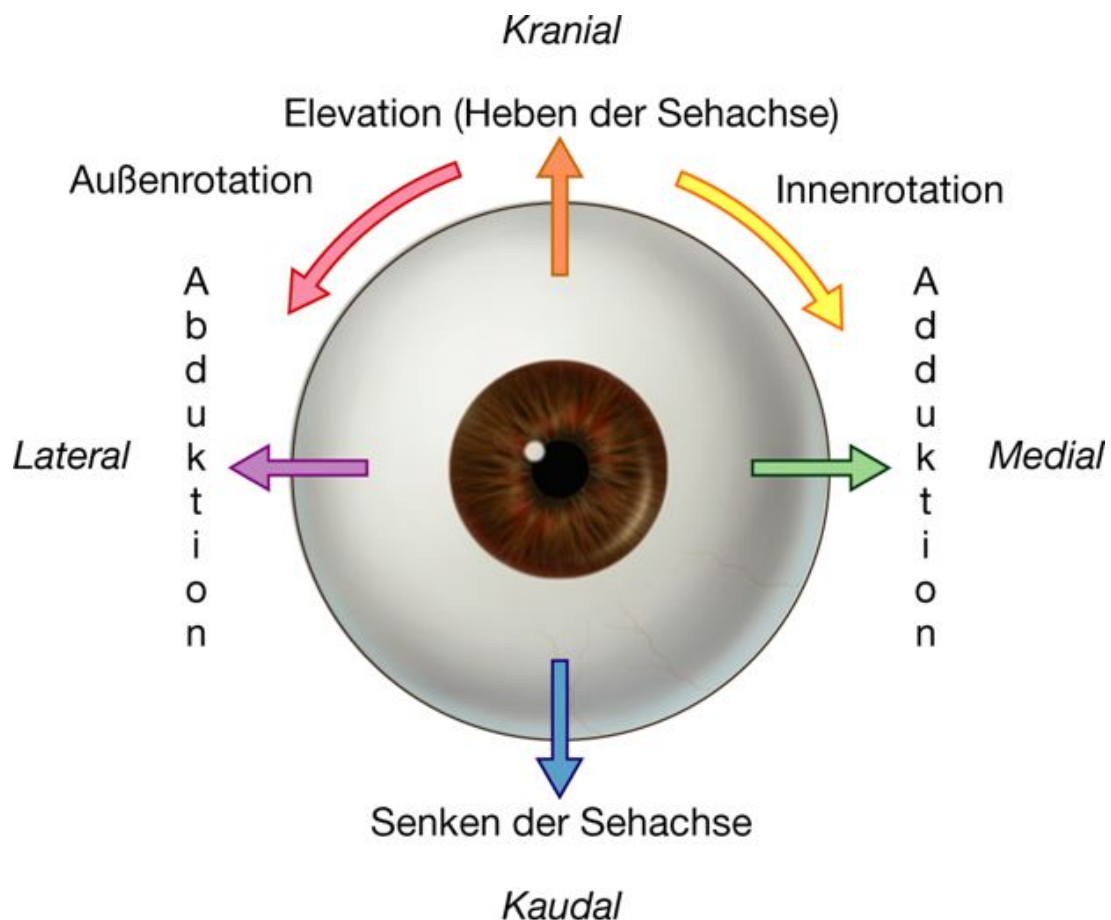 Kranial
Elevation (Heben der Sehachse)
Außenrotation
Innenrotation
Abduktion
Adduktion
Lateral
Medial
Senken der Sehachse
Kaudal